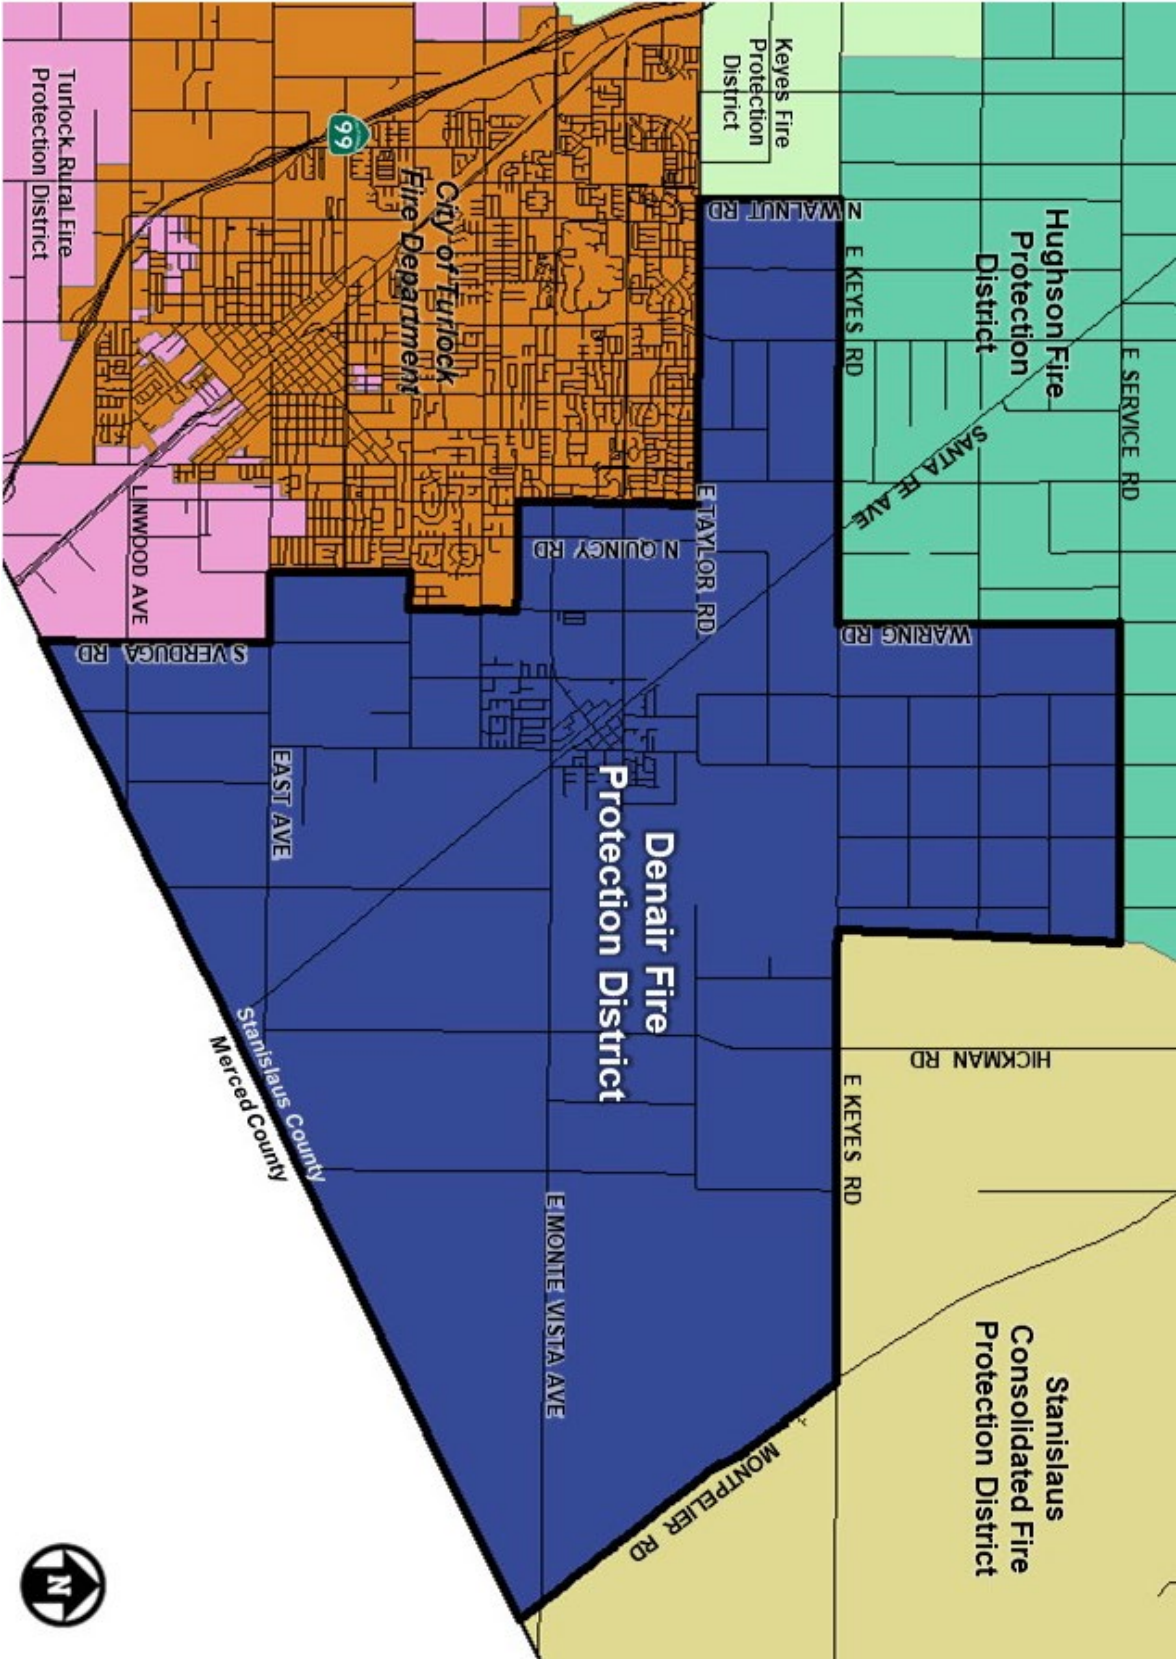 Keyes Fire
Protection
District
Hughson Fire
Protection
District
E SERVICE RD
Turlock Rural Fire
Protection District
99
City of Turlock
Fire Department
N WALNUT RD
E KEYES RD
SANTA FE AVE
LINWOOD AVE
N QUINCY RD
E TAYLOR RD
WARING RD
S VERDUGA RD
EAST AVE
Denair Fire
Protection District
HICKMAN RD
Stanislaus County
Merced County
E KEYES RD
E MONTE VISTA AVE
MONTPELIER RD
Stanislaus
Consolidated Fire
Protection District
N